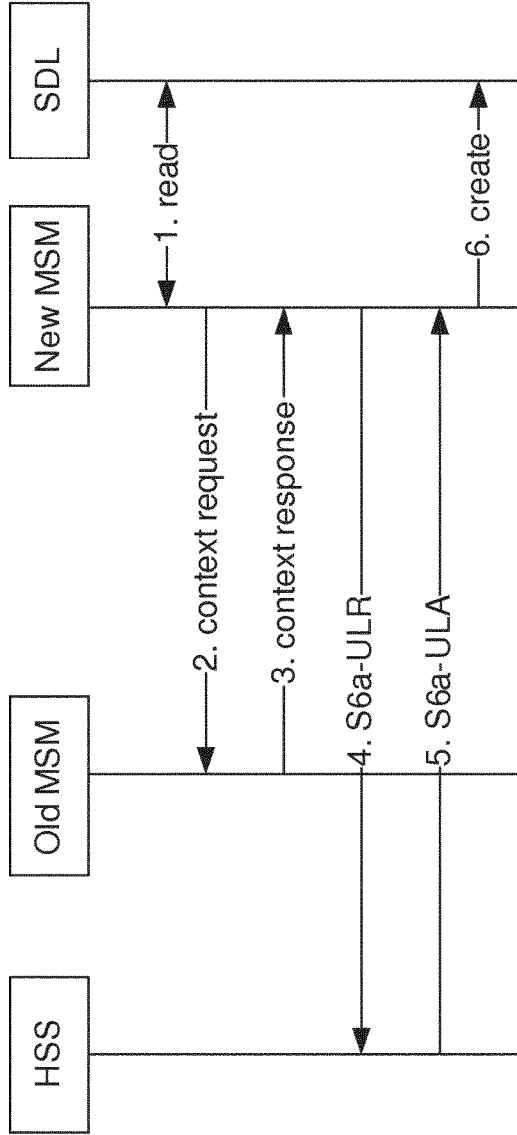 HSS
Old MSM
New MSM
SDL
1. read
2. context request
3. context response
4. S6a-ULR
5. S6a-ULA
6. create